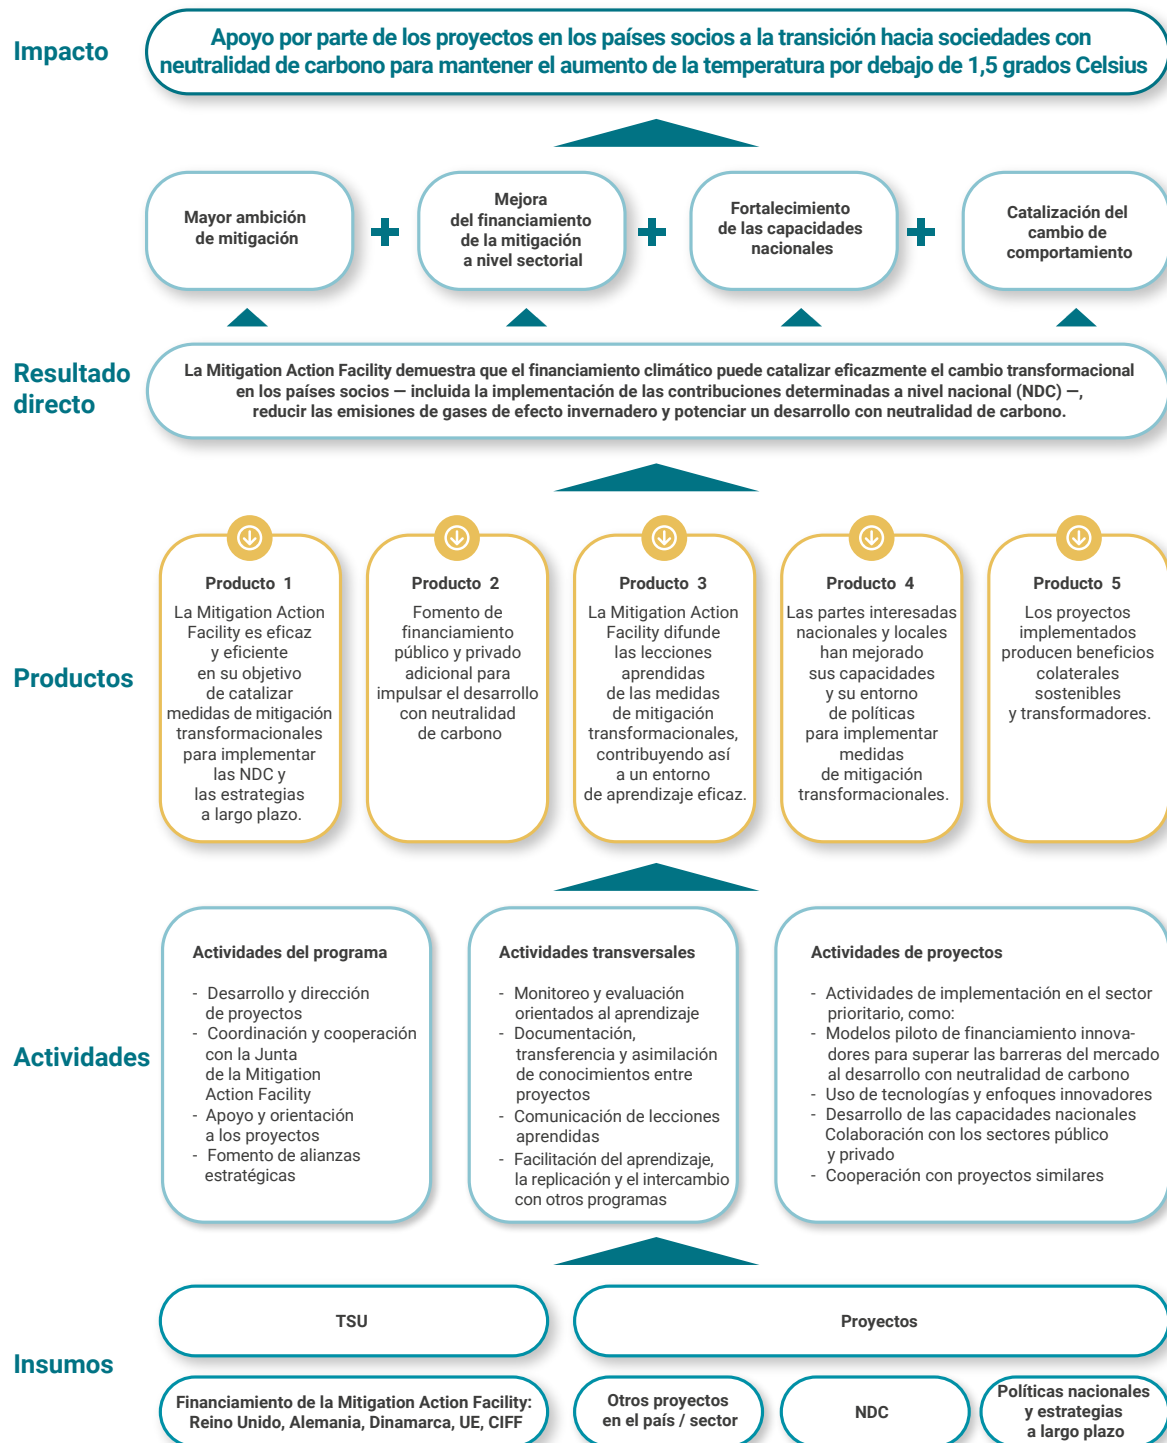 Impacto
Apoyo por parte de los proyectos en los países socios a la transición hacia sociedades con
neutralidad de carbono para mantener el aumento de la temperatura por debajo de 1,5 grados Celsius
Mayor ambición
de mitigación
Mejora
del financiamiento
de la mitigación
a nivel sectorial
Fortalecimiento
de las capacidades
nacionales
Catalización del
cambio de
comportamiento
Resultado
directo
La Mitigation Action Facility demuestra que el financiamiento climático puede catalizar eficazmente el cambio transformacional
en los países socios — incluida la implementación de las contribuciones determinadas a nivel nacional (NDC) —,
reducir las emisiones de gases de efecto invernadero y potenciar un desarrollo con neutralidad de carbono.
Productos
Producto 1
La Mitigation Action
Facility es eficaz
y eficiente
en su objetivo
de catalizar
medidas de mitigación
transformacionales
para implementar
las NDC y
las estrategias
a largo plazo.
Producto 2
Fomento de
financiamiento
público y privado
adicional para
impulsar el desarrollo
con neutralidad
de carbono
Producto 3
La Mitigation Action
Facility difunde
las lecciones
aprendidas
de las medidas
de mitigación
transformacionales,
contribuyendo así
a un entorno
de aprendizaje eficaz.
Producto 4
Las partes interesadas
nacionales y locales
han mejorado
sus capacidades
y su entorno
de políticas
para implementar
medidas
de mitigación
transformacionales.
Producto 5
Los proyectos
implementados
producen beneficios
colaterales
sostenibles
y transformadores.
Actividades
Actividades del programa
- Desarrollo y dirección
de proyectos
- Coordinación y cooperación
con la Junta
de la Mitigation
Action Facility
- Apoyo y orientación
a los proyectos
- Fomento de alianzas
estratégicas
Actividades transversales
- Monitoreo y evaluación
orientados al aprendizaje
- Documentación,
transferencia y asimilación
de conocimientos entre
proyectos
- Comunicación de lecciones
aprendidas
- Facilitación del aprendizaje,
la replicación y el intercambio
con otros programas
Actividades de proyectos
- Actividades de implementación en el sector
prioritario, como:
- Modelos piloto de financiamiento innova-
dores para superar las barreras del mercado
al desarrollo con neutralidad de carbono
- Uso de tecnologías y enfoques innovadores
- Desarrollo de las capacidades nacionales
Colaboración con los sectores público
y privado
- Cooperación con proyectos similares
Insumos
TSU
Proyectos
Financiamiento de la Mitigation Action Facility:
Reino Unido, Alemania, Dinamarca, UE, CIFF
Otros proyectos
en el país / sector
NDC
Políticas nacionales
y estrategias
a largo plazo